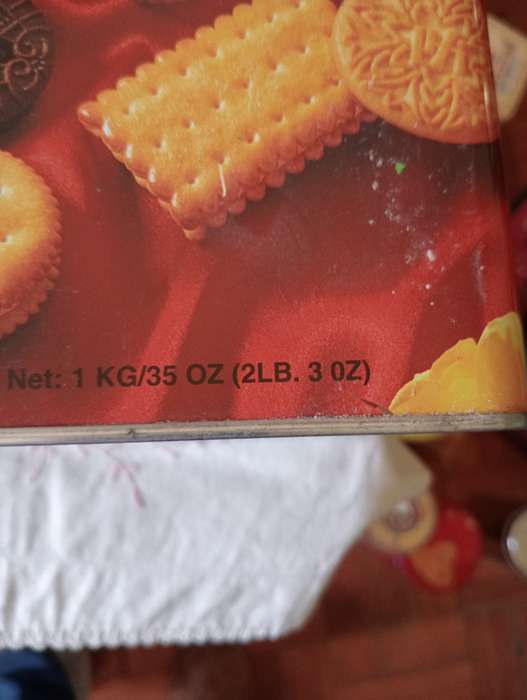 Net: 1 KG/35 OZ (2LB. 3 0Z)